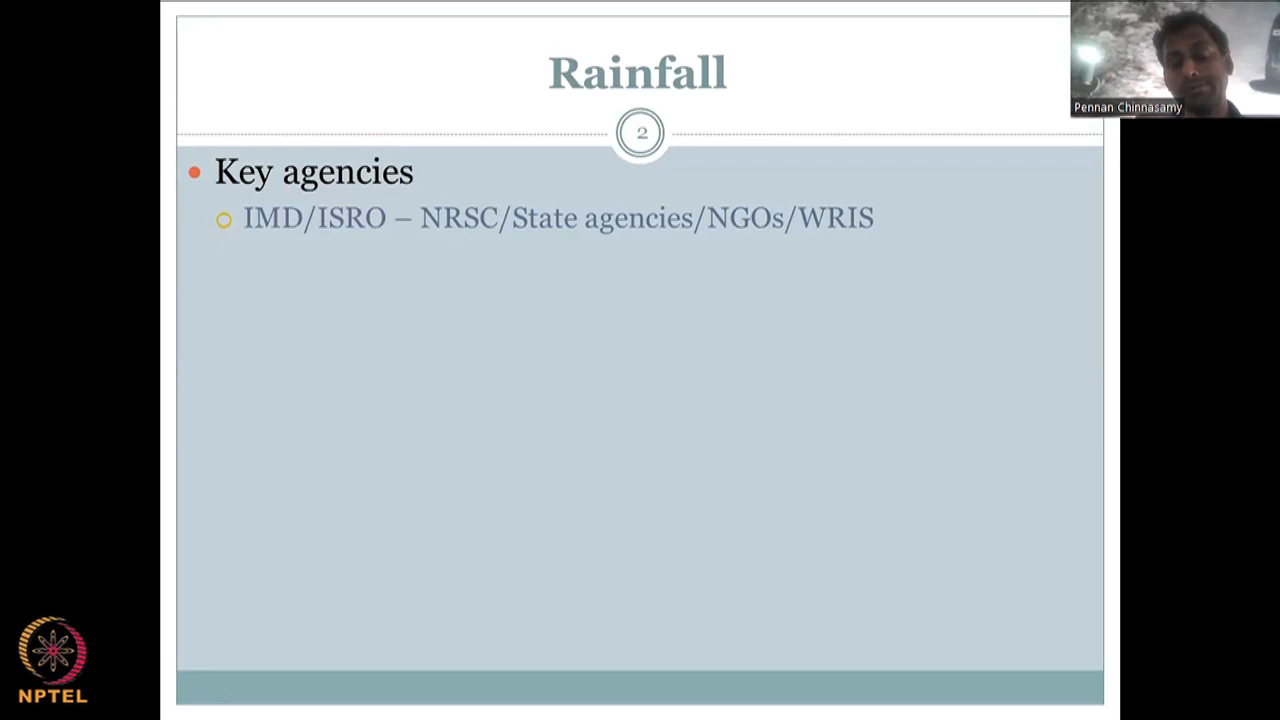 Rainfall
2
Pennan Chinnasamy
Key agencies
IMD/ISRO – NRSC/State agencies/NGOs/WRIS
NPTEL